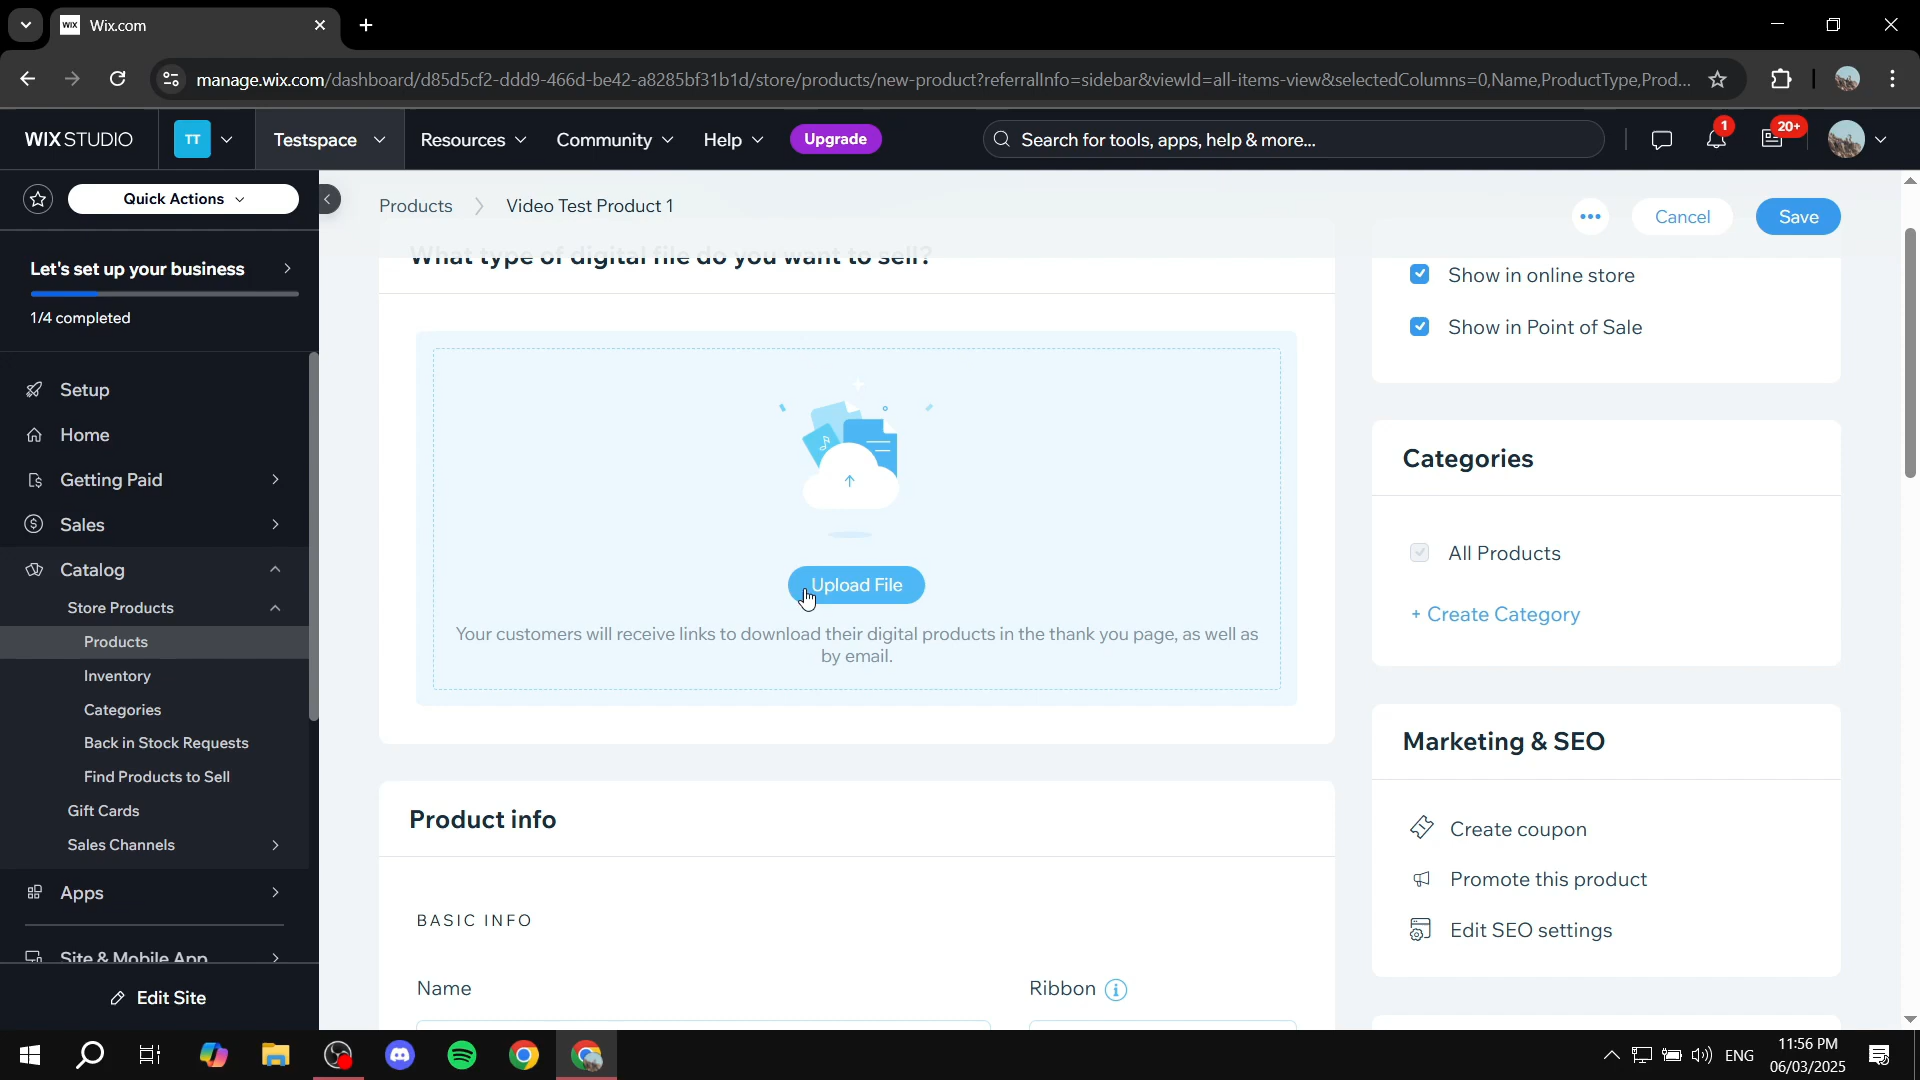 WIX
Wix.com
manage.wix.com/dashboard/d85d5cf2-ddd9-466d-be42-a8285bf31b1d/store/products/new-product?referralInfo=sidebar&viewId=all-items-view&selectedColumns=0,Name,ProductType,Prod...
WIX STUDIO
TT
Testspace
Resources
Community
Help
Upgrade
Search for tools, apps, help & more...
1
20+
Quick Actions
Products
Video Test Product 1
Cancel
Save
Let's set up your business
1/4 completed
What type of digital file do you want to sell?
Show in online store
Show in Point of Sale
Setup
Home
Getting Paid
Sales
Catalog
Store Products
Products
Inventory
Categories
Back in Stock Requests
Find Products to Sell
Gift Cards
Sales Channels
Apps
Site & Mobile App
Edit Site
Upload File
Your customers will receive links to download their digital products in the thank you page, as well as
by email.
Categories
All Products
+ Create Category
Marketing & SEO
Create coupon
Promote this product
Edit SEO settings
Product info
BASIC INFO
Name
Ribbon
ENG
11:56 PM
06/03/2025